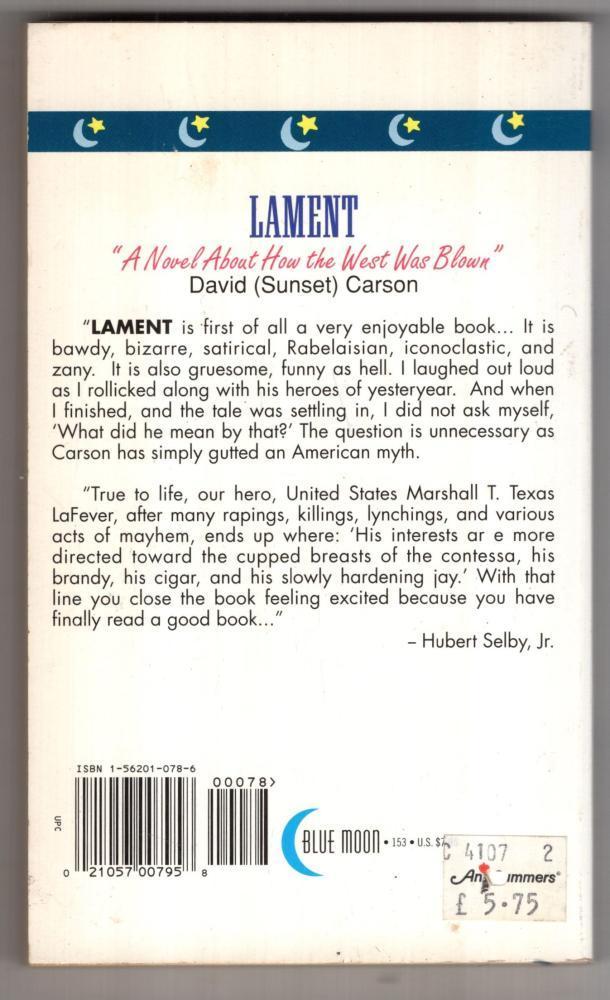 LAMENT
"A Novel About How the West Was Blown"
David (Sunset) Carson
"LAMENT is first of all a very enjoyable book... It is
bawdy, bizarre, satirical, Rabelaisian, iconoclastic, and
zany. It is also gruesome, funny as hell. I laughed out loud
as I rollicked along with his heroes of yesteryear. And when
I finished, and the tale was settling in, I did not ask myself,
'What did he mean by that?' The question is unnecessary as
Carson has simply gutted an American myth.
"True to life, our hero, United States Marshall T. Texas
LaFever, after many rapings, killings, lynchings, and various
acts of mayhem, ends up where: 'His interests ar e more
directed toward the cupped breasts of the contessa, his
brandy, his cigar, and his slowly hardening jay.' With that
line you close the book feeling excited because you have
finally read a good book..."
– Hubert Selby, Jr.
ISBN 1-56201-078-6
00078>
UPC
0 21057 00795 8
BLUE MOON • 153 • U.S. $
4107 2
£ 5.75